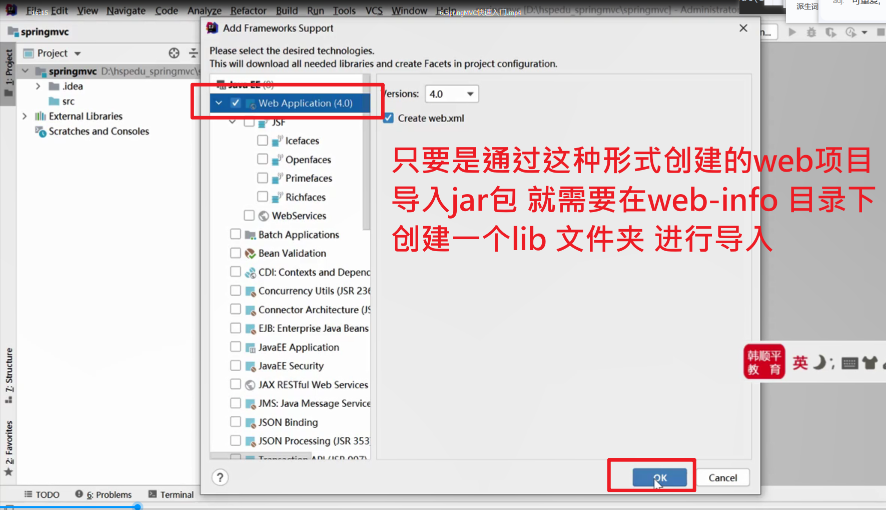 File Edit View Navigate Code Analyze Refactor Build Run Tools VCS Window Help
springmvc
Add Frameworks Support
Project
Please select the desired technologies.
This will download all needed libraries and create Facets in project configuration.
1: Project
springmvc D:\hspedu_springmvc\
.idea
src
External Libraries
Scratches and Consoles
Java EE
Web Application (4.0)
Versions: 4.0
Create web.xml
JSF
Icefaces
Openfaces
Primefaces
Richfaces
WebServices
Batch Applications
Bean Validation
CDI: Contexts and Depend
Concurrency Utils (JSR 236
Connector Architecture (JS
EJB: Enterprise Java Beans
JavaEE Application
JavaEE Security
JAX RESTful Web Services
JMS: Java Message Service
JSON Binding
JSON Processing (JSR 353
只要是通过这种形式创建的web项目
导入jar包 就需要在web-info 目录下
创建一个lib 文件夹 进行导入
韩顺平
教 育
英
7: Structure
2: Favorites
?
OK
Cancel
TODO
6: Problems
Terminal